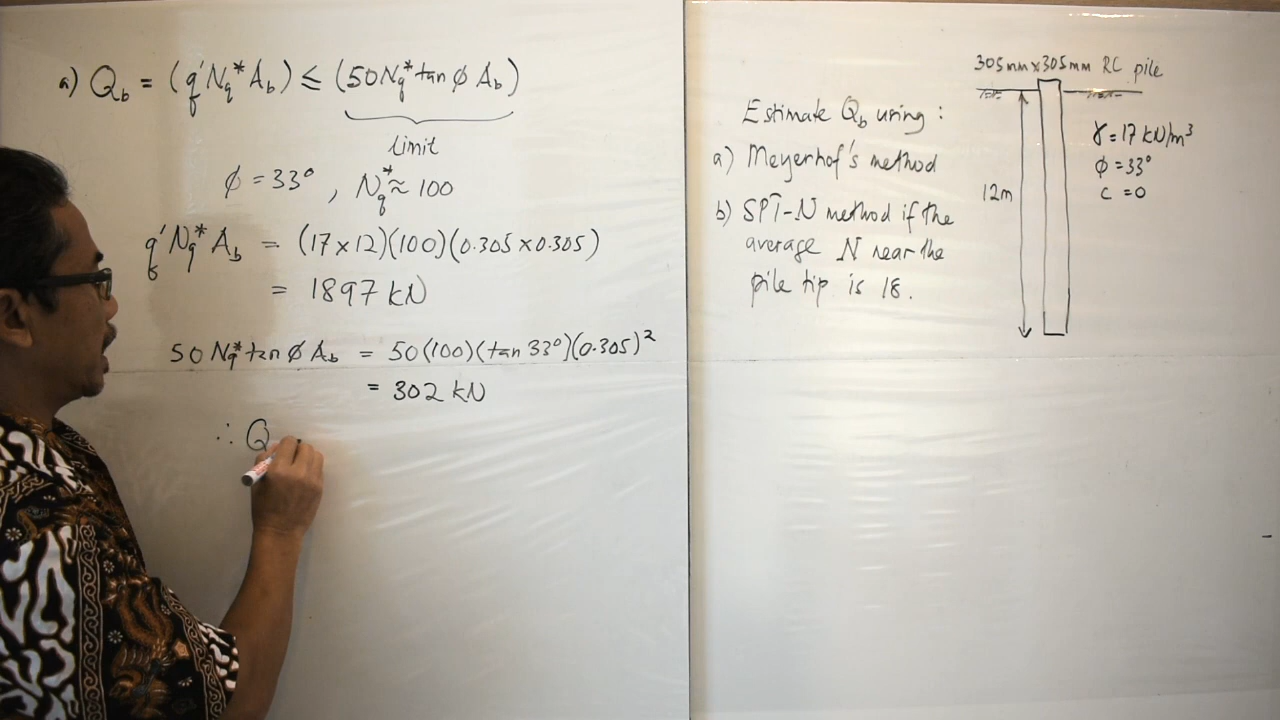 a) Q_b = (q'N_q*A_b) ≤ (50N_q*tan ϕ A_b)
limit
ϕ = 33°, N_q* ≈ 100
q'N_q*A_b = (17×12)(100)(0.305×0.305)
= 1897 kN
50 N_q*tan ϕ A_b = 50(100)(tan 33°)(0.305)²
= 302 kN
∴ Q
305mm×305mm RC pile
Estimate Q_b using:
a) Meyerhof's method
b) SPT-N method if the
average N near the
pile tip is 18.
12m
γ = 17 kN/m³
ϕ = 33°
c = 0